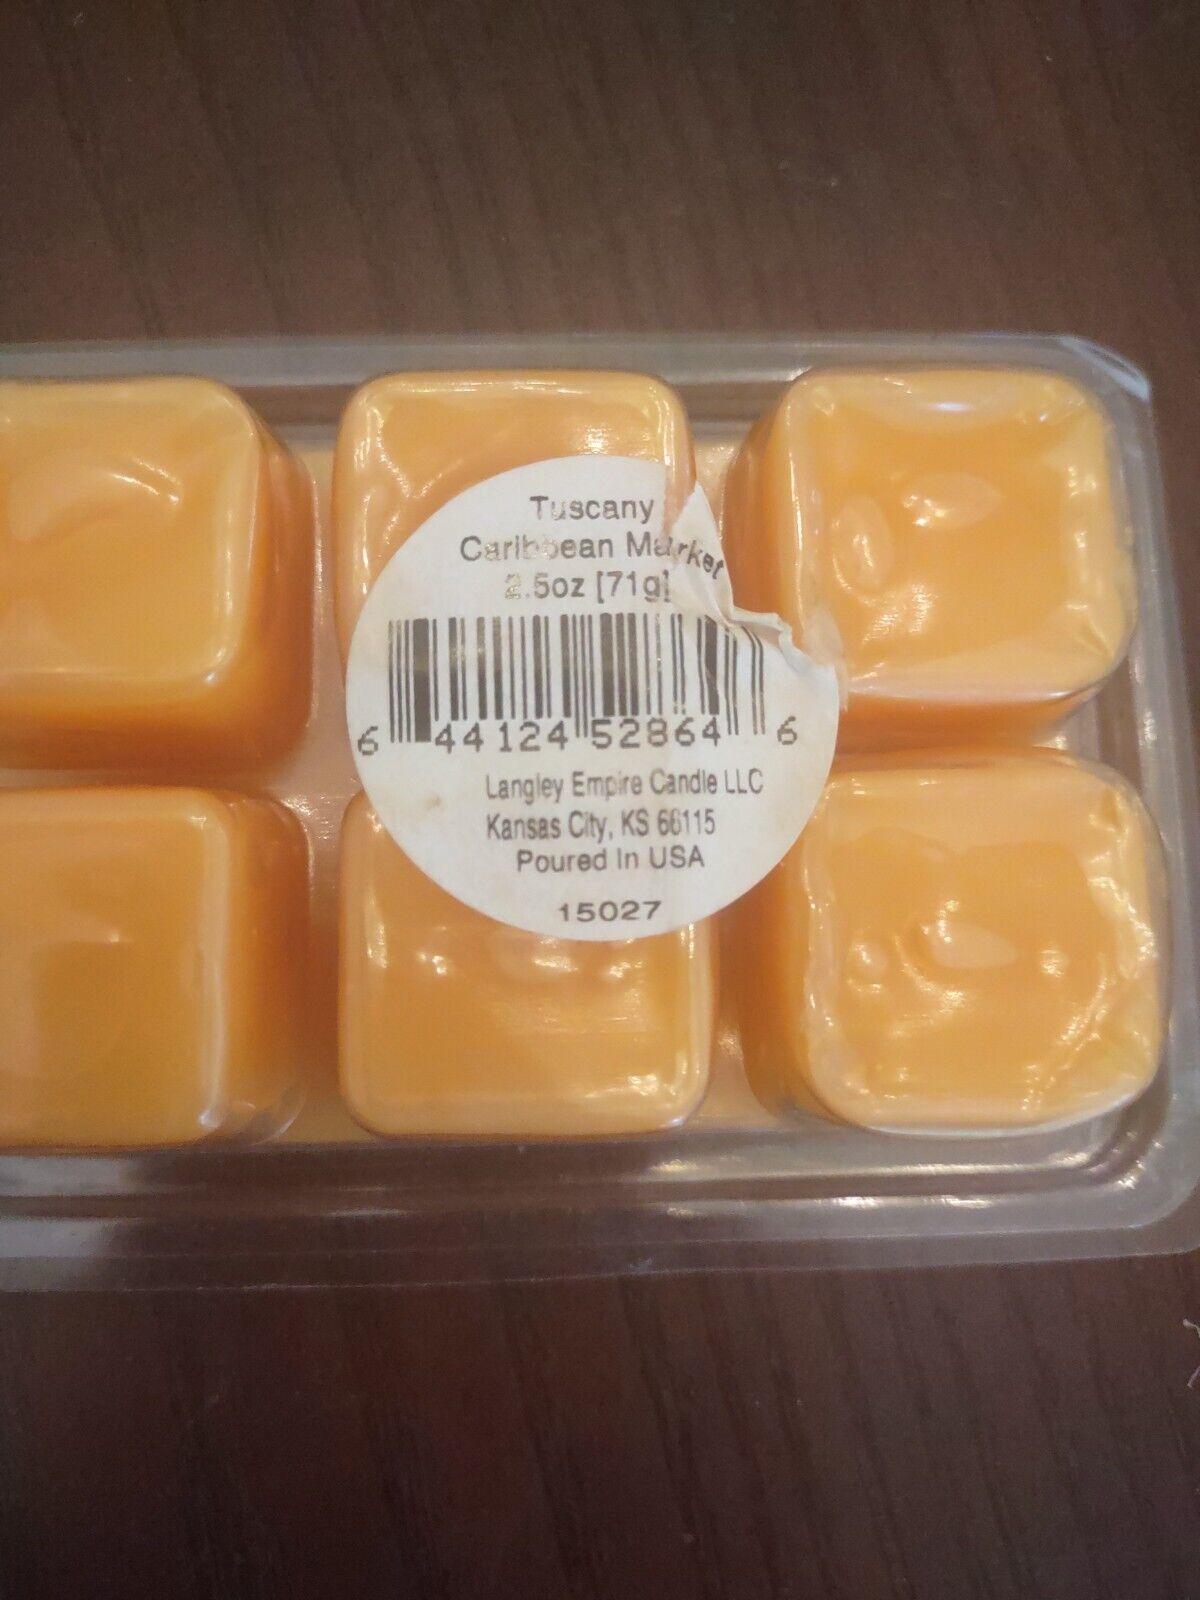 Tuscany
Caribbean Market
2.5oz [71g]
6 44124 52864 6
Langley Empire Candle LLC
Kansas City, KS 66115
Poured In USA
15027